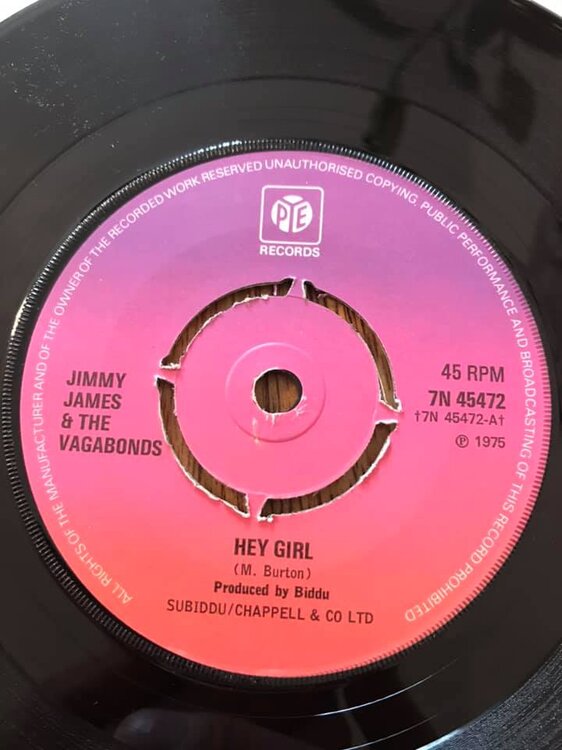 ALL RIGHTS OF THE MANUFACTURER AND OF THE OWNER OF THE RECORDED WORK RESERVED UNAUTHORISED COPYING, PUBLIC PERFORMANCE AND BROADCASTING OF THIS RECORD PROHIBITED
PYE
RECORDS
JIMMY
JAMES
& THE
VAGABONDS
45 RPM
7N 45472
†7N 45472-A†
Ⓟ 1975
HEY GIRL
(M. Burton)
Produced by Biddu
SUBIDDU/CHAPPELL & CO LTD